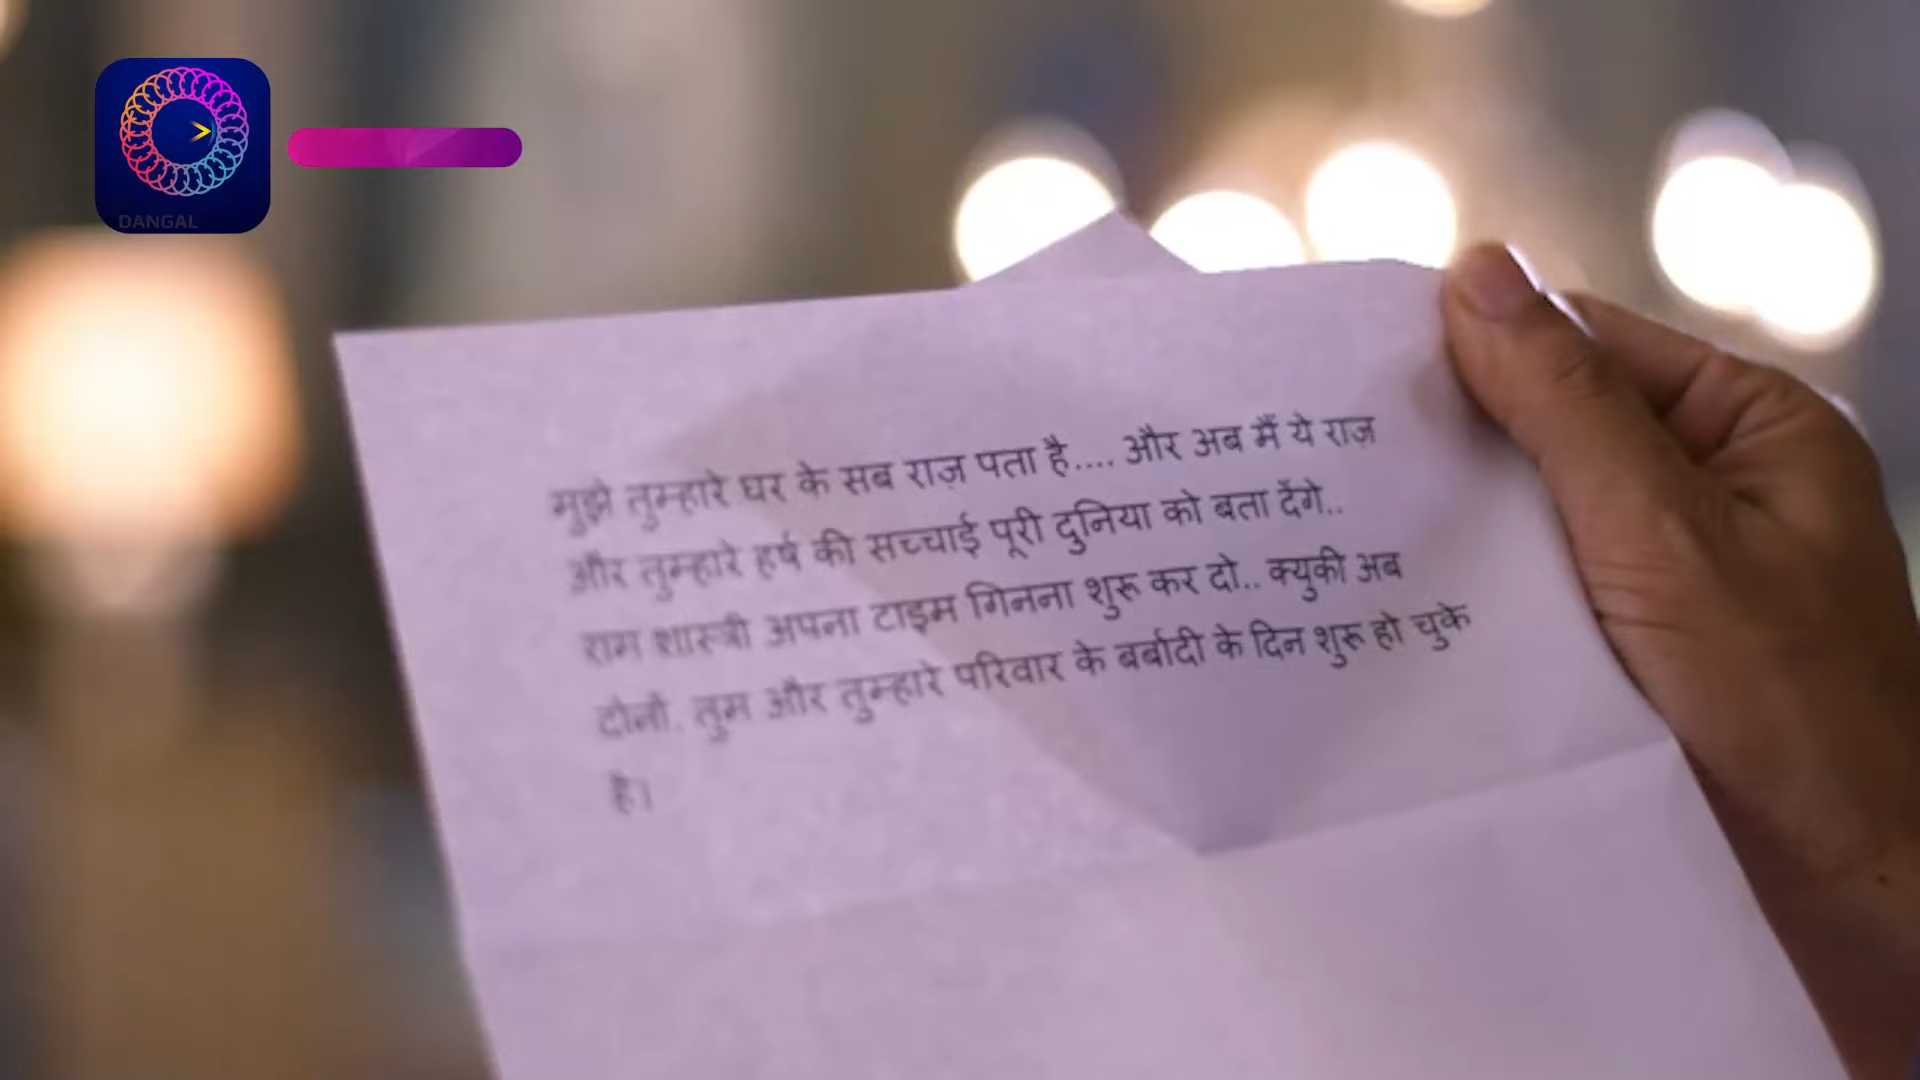 DANGAL
मुझे तुम्हारे घर के सब राज़ पता है.... और अब मैं ये राज़
और तुम्हारे हर्ष की सच्चाई पूरी दुनिया को बता देंगे..
राम शास्त्री अपना टाइम गिनना शुरू कर दो.. क्युकी अब
दोनों. तुम और तुम्हारे परिवार के बर्बादी के दिन शुरू हो चुके
है।